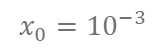 x₀ = 10⁻³